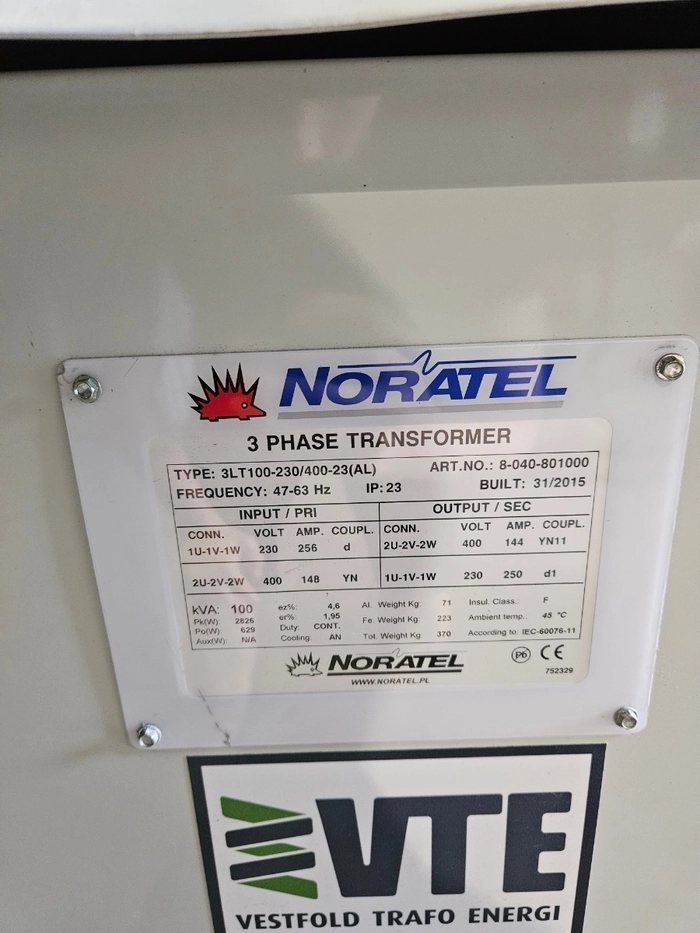 NORATEL
3 PHASE TRANSFORMER
TYPE: 3LT100-230/400-23(AL) ART.NO.: 8-040-801000
FREQUENCY: 47-63 Hz IP:23 BUILT: 31/2015
INPUT / PRI OUTPUT / SEC
CONN. VOLT AMP. COUPL. CONN. VOLT AMP. COUPL.
1U-1V-1W 230 256 d 2U-2V-2W 400 144 YN11
2U-2V-2W 400 148 YN 1U-1V-1W 230 250 d1
kVA: 100 ez%: 4,6 Al. Weight Kg: 71 Insul. Class.: F
Pk(W): 2826 er%: 1,95 Fe. Weight Kg: 223 Ambient temp.: 45 °C
Po(W): 629 Duty: CONT. Tot. Weight Kg: 370 According to: IEC-60076-11
Aux(W): N/A Cooling: AN
NORATEL P6 CE
WWW.NORATEL.PL 752329
VTE
VESTFOLD TRAFO ENERGI